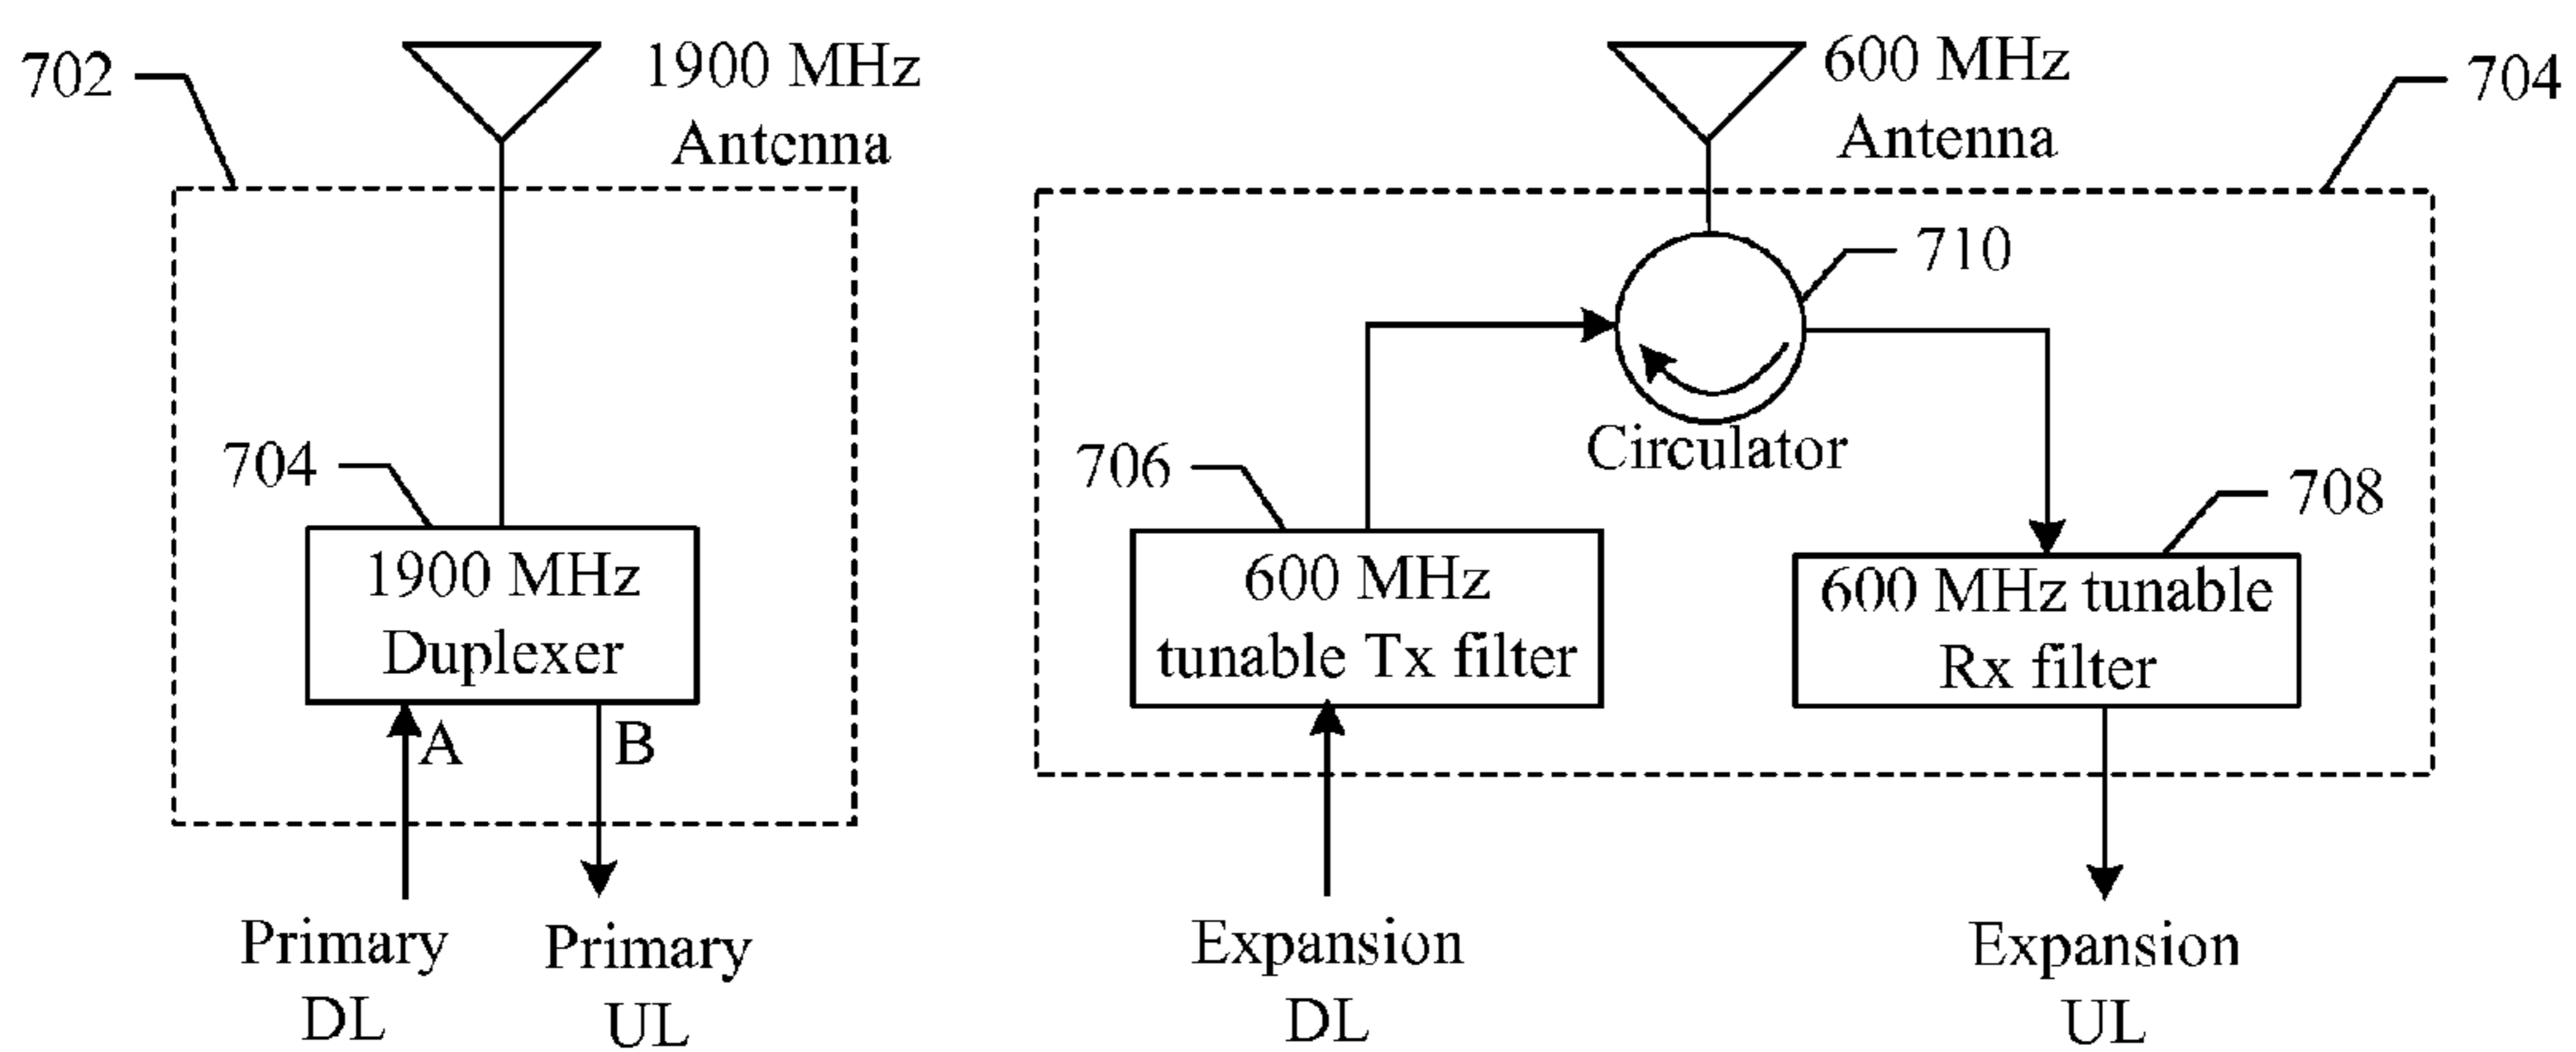 702
1900 MHz
Antenna
600 MHz
Antenna
704
710
Circulator
704
1900 MHz
Duplexer
A
B
706
600 MHz
tunable Tx filter
708
600 MHz tunable
Rx filter
Primary
DL
Primary
UL
Expansion
DL
Expansion
UL